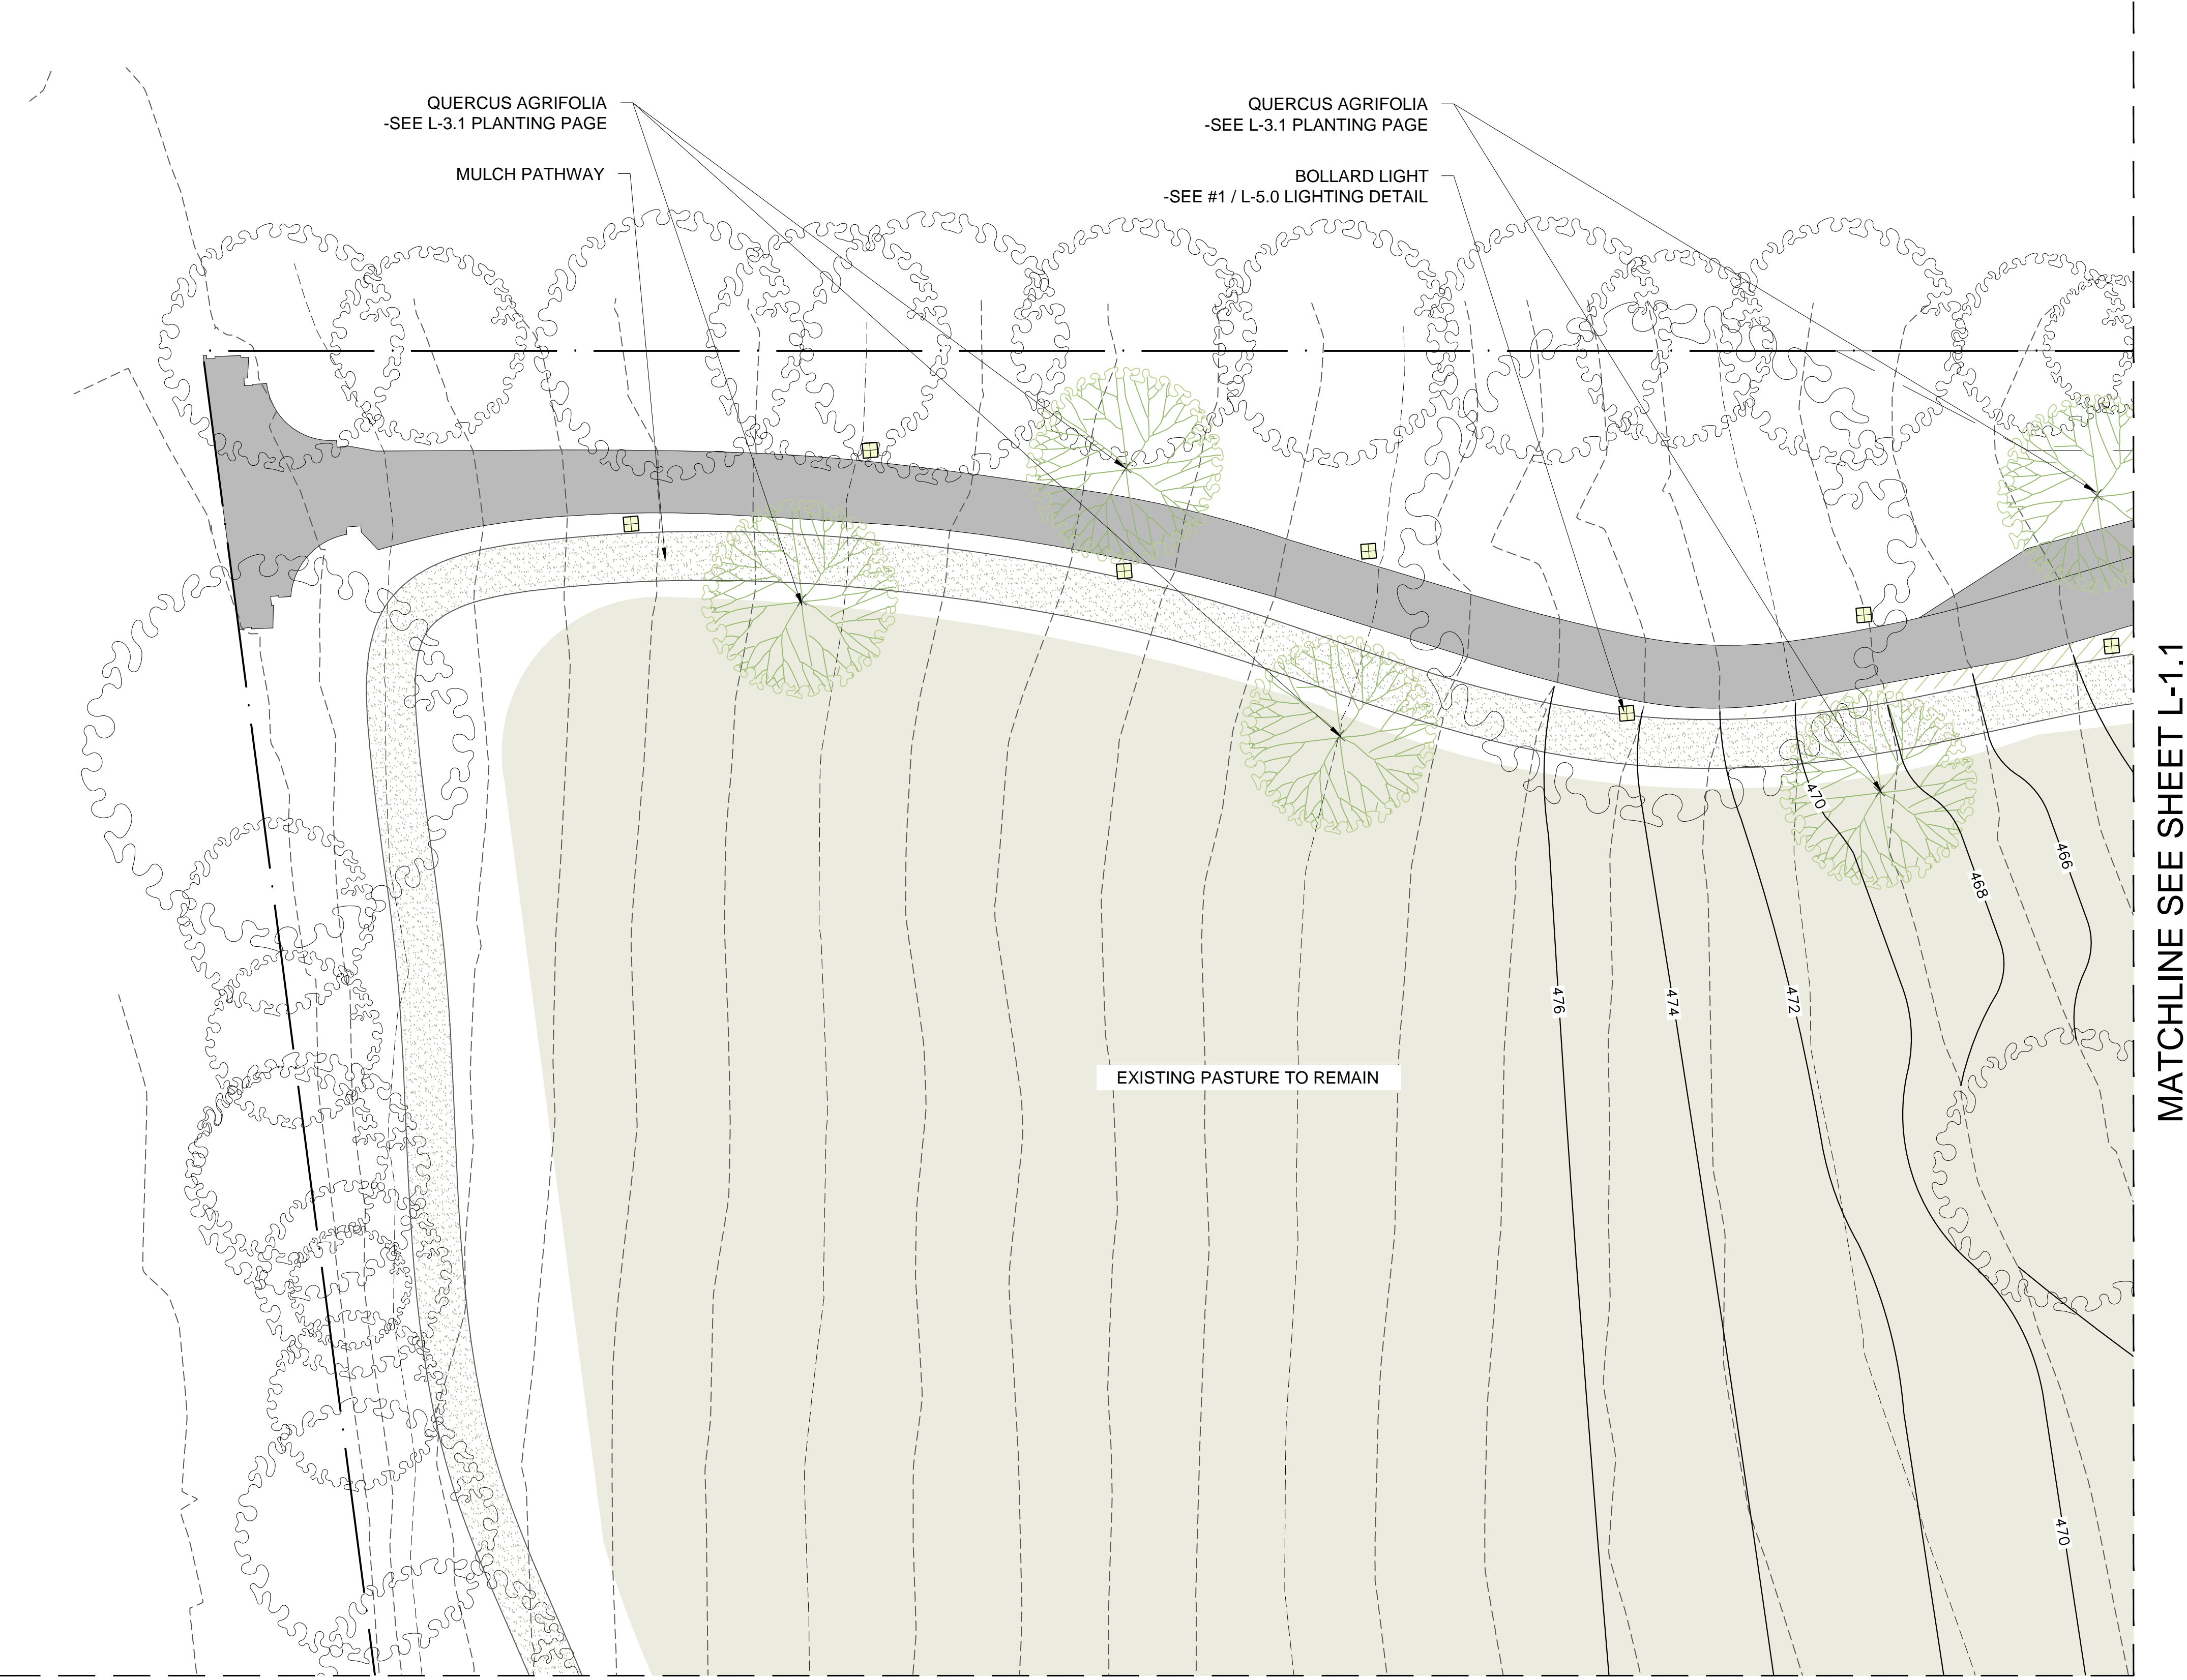 QUERCUS AGRIFOLIA
-SEE L-3.1 PLANTING PAGE
MULCH PATHWAY
QUERCUS AGRIFOLIA
-SEE L-3.1 PLANTING PAGE
BOLLARD LIGHT
-SEE #1 / L-5.0 LIGHTING DETAIL
470
466
468
476
474
472
EXISTING PASTURE TO REMAIN
470
MATCHLINE SEE SHEET L-1.1